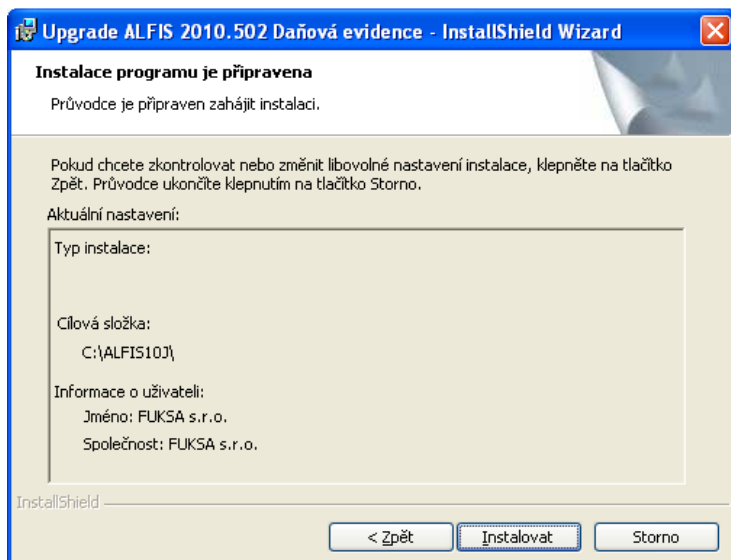 Upgrade ALFIS 2010.502 Daňová evidence - InstallShield Wizard
Instalace programu je připravena
Průvodce je připraven zahájit instalaci.
Pokud chcete zkontrolovat nebo změnit libovolné nastavení instalace, klepněte na tlačítko
Zpět. Průvodce ukončíte klepnutím na tlačítko Storno.
Aktuální nastavení:
Typ instalace:
Cílová složka:
C:\ALFIS10J\
Informace o uživateli:
Jméno: FUKSA s.r.o.
Společnost: FUKSA s.r.o.
InstallShield
< Zpět
Instalovat
Storno